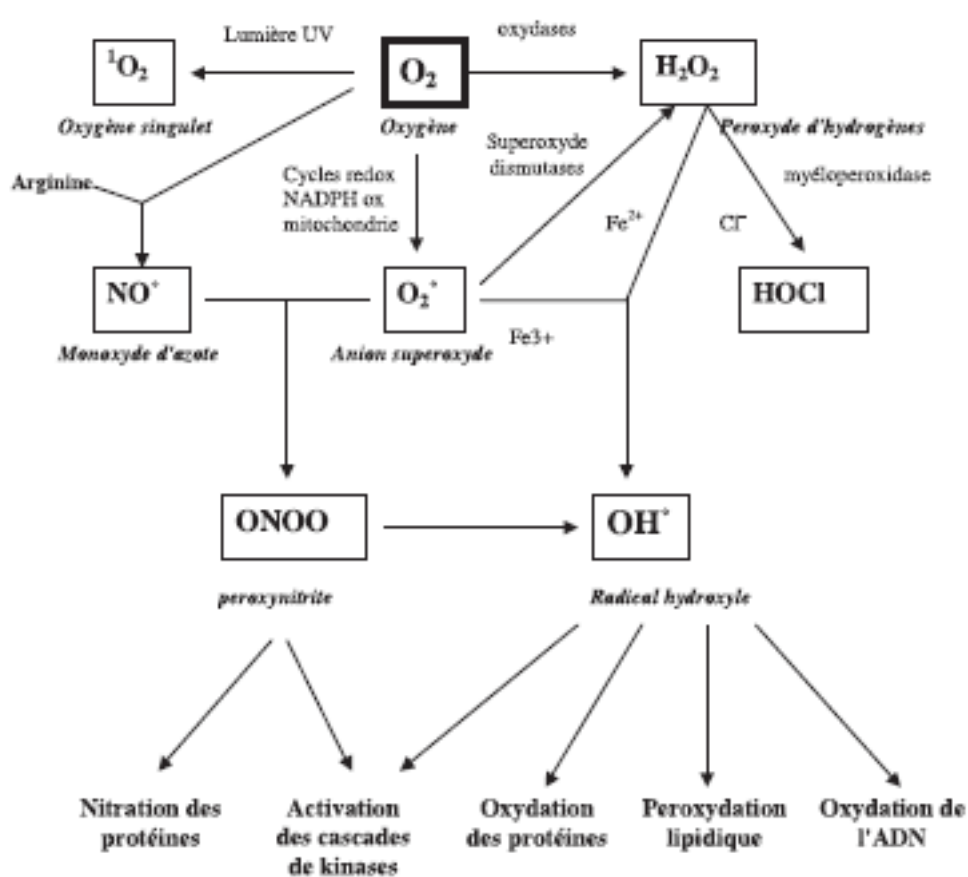 Lumière UV
oxydases
¹O₂
O₂
H₂O₂
Oxygène singulet
Oxygène
Peroxyde d'hydrogènes
Superoxyde
dismutases
Arginine
Cycles redox
NADPH ox
mitochondrie
myéloperoxidase
Fe²⁺
Cl⁻
NO°
O₂°
HOCl
Monoxyde d'azote
Anion superoxyde
Fe3+
ONOO
OH°
peroxynitrite
Radical hydroxyle
Nitration des
protéines
Activation
des cascades
de kinases
Oxydation
des protéines
Peroxydation
lipidique
Oxydation de
l'ADN